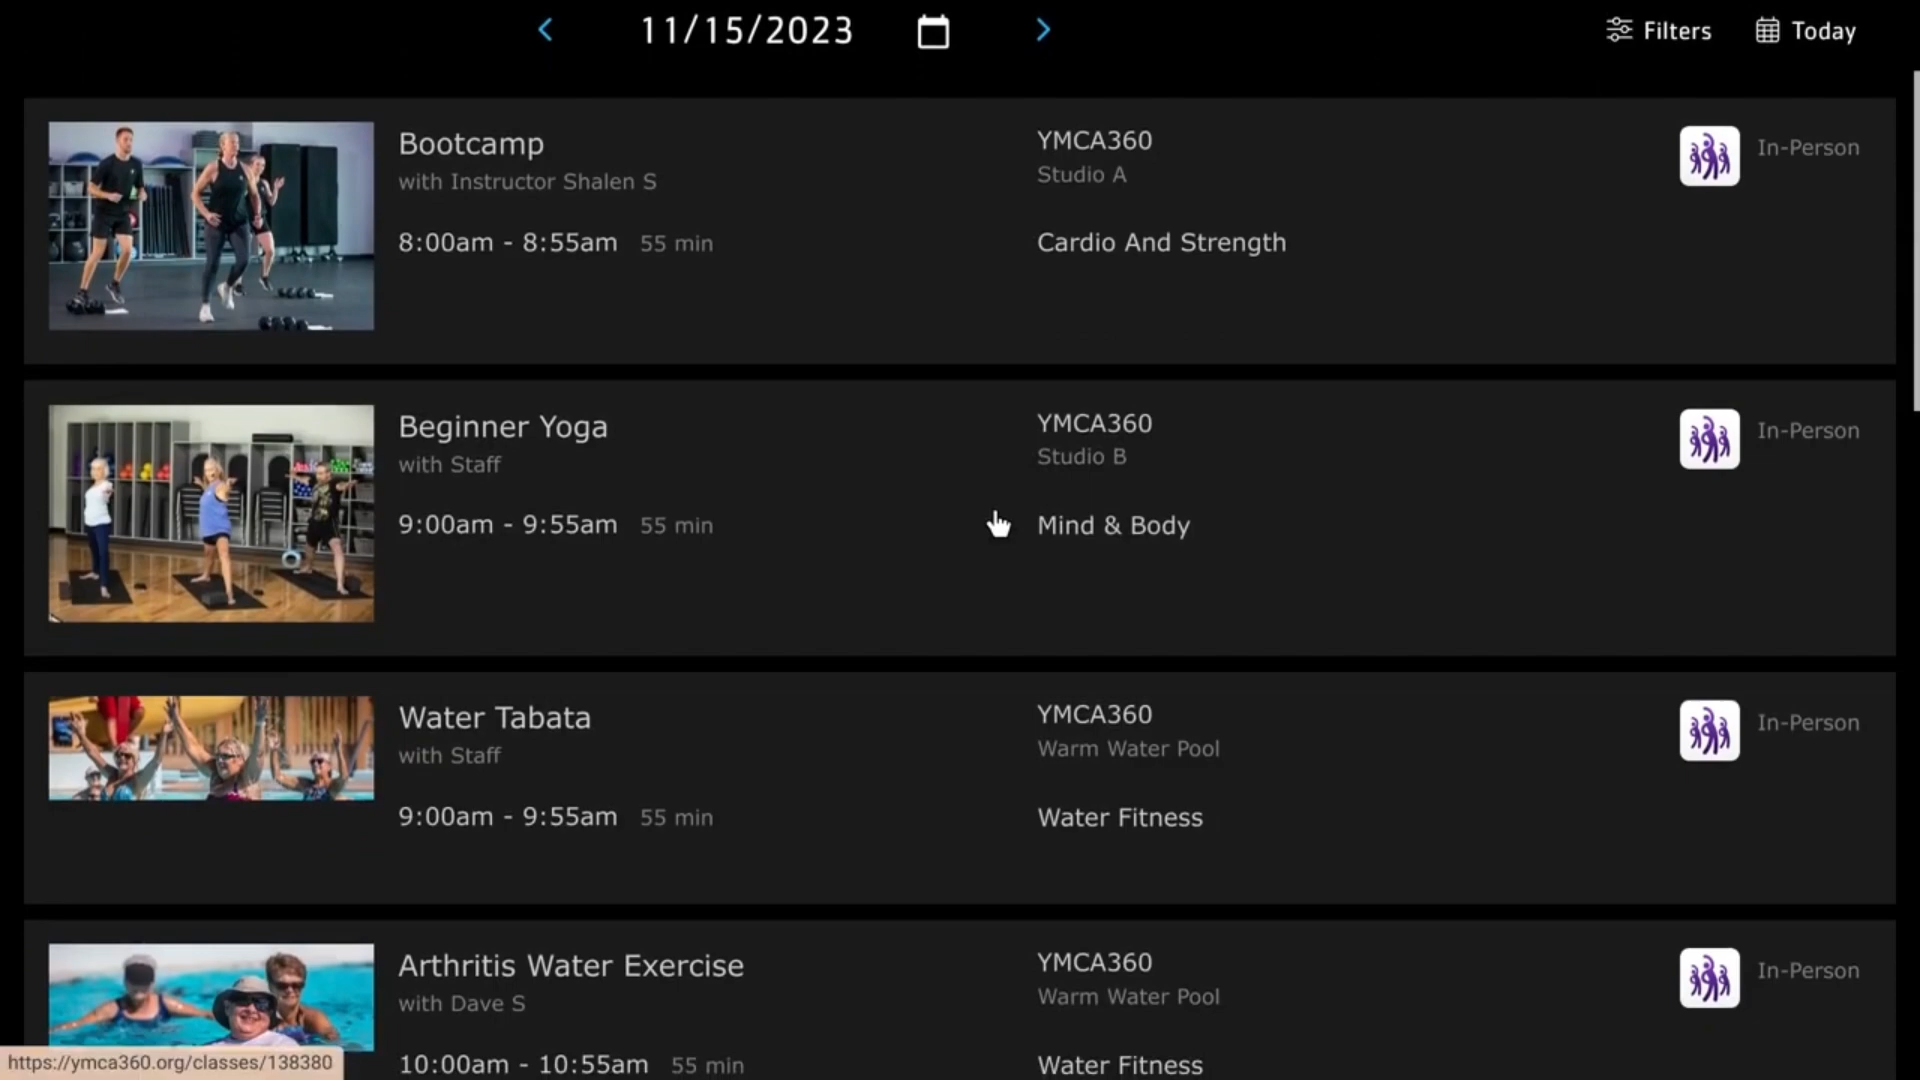 11/15/2023
Filters
Today
Bootcamp
with Instructor Shalen S
8:00am - 8:55am 55 min
YMCA360
Studio A
Cardio And Strength
In-Person
Beginner Yoga
with Staff
9:00am - 9:55am 55 min
YMCA360
Studio B
Mind & Body
In-Person
Water Tabata
with Staff
9:00am - 9:55am 55 min
YMCA360
Warm Water Pool
Water Fitness
In-Person
Arthritis Water Exercise
with Dave S
10:00am - 10:55am 55 min
YMCA360
Warm Water Pool
Water Fitness
In-Person
https://ymca360.org/classes/138380